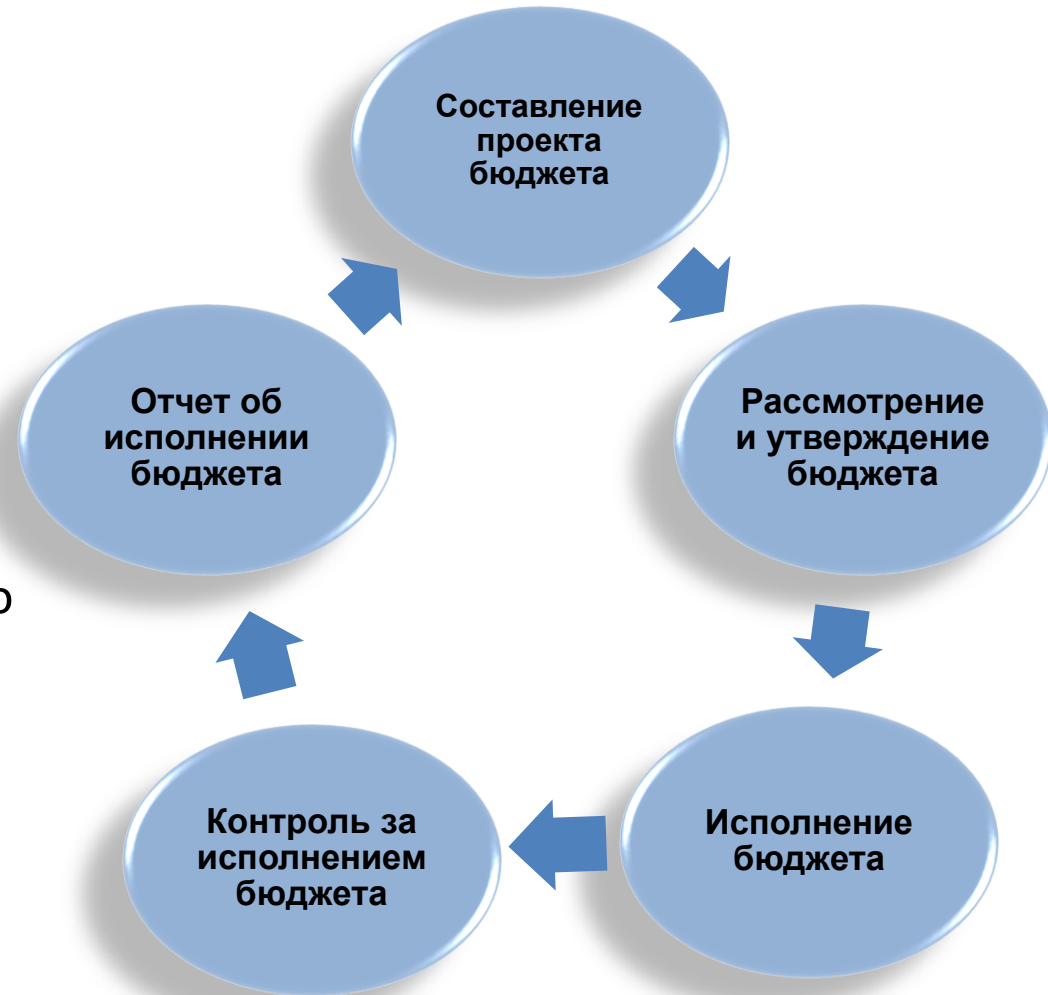 Составление
проекта
бюджета
Рассмотрение
и утверждение
бюджета
Исполнение
бюджета
Контроль за
исполнением
бюджета
Отчет об
исполнении
бюджета